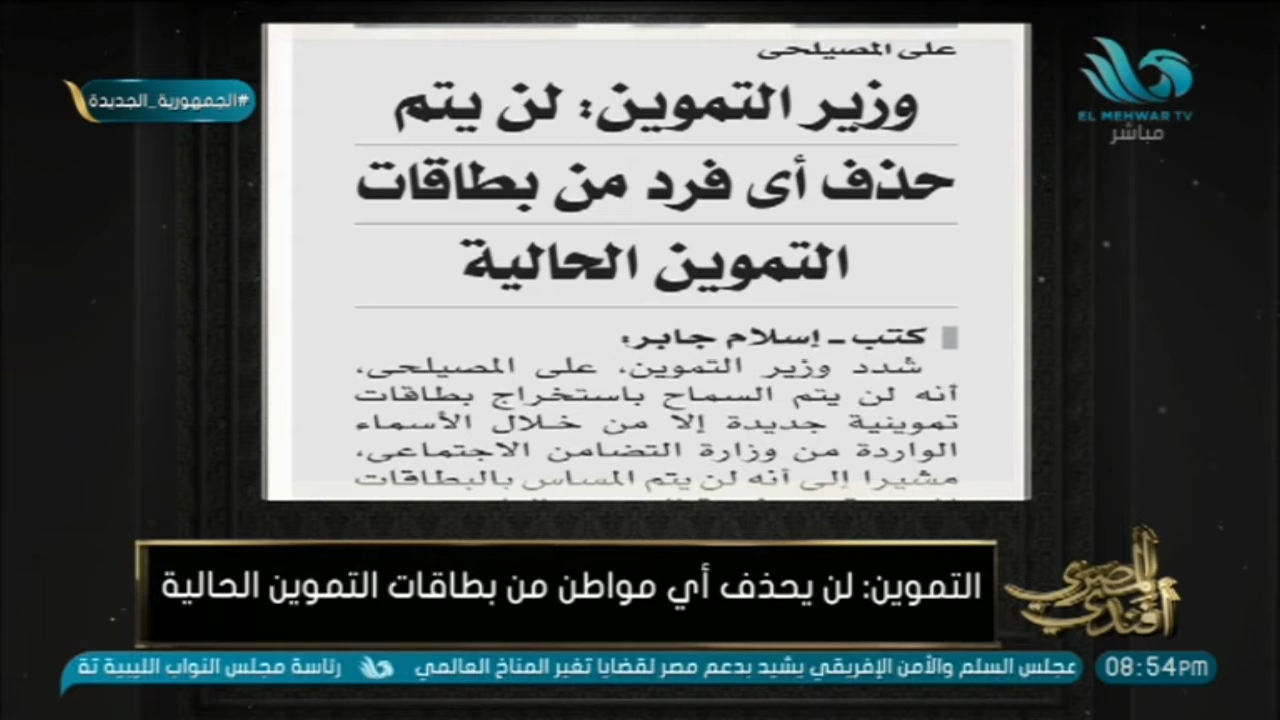 على المصيلحى
وزير التموين: لن يتم
حذف أى فرد من بطاقات
التموين الحالية
كتب ـ إسلام جابر:
شدد وزير التموين، على المصيلحى،
أنه لن يتم السماح باستخراج بطاقات
تموينية جديدة إلا من خلال الأسماء
الواردة من وزارة التضامن الاجتماعى،
مشيرا إلى أنه لن يتم المساس بالبطاقات
#الجمهورية_الجديدة
EL MEHWAR TV
مباشر
التموين: لن يحذف أي مواطن من بطاقات التموين الحالية
المصري
أفندي
مجلس السلم والأمن الإفريقي يشيد بدعم مصر لقضايا تغير المناخ العالمي رئاسة مجلس النواب الليبية تة
08:54PM